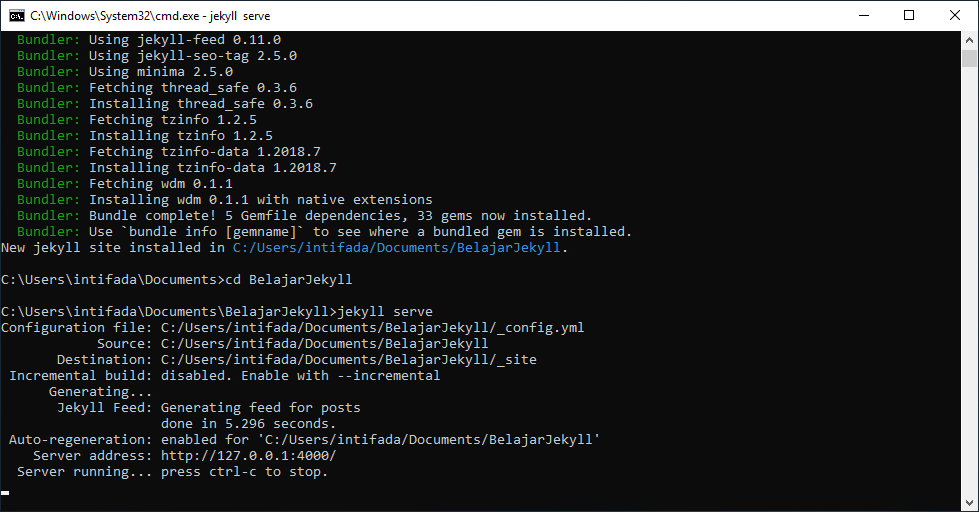 C:\Windows\System32\cmd.exe - jekyll serve
Bundler: Using jekyll-feed 0.11.0
Bundler: Using jekyll-seo-tag 2.5.0
Bundler: Using minima 2.5.0
Bundler: Fetching thread_safe 0.3.6
Bundler: Installing thread_safe 0.3.6
Bundler: Fetching tzinfo 1.2.5
Bundler: Installing tzinfo 1.2.5
Bundler: Fetching tzinfo-data 1.2018.7
Bundler: Installing tzinfo-data 1.2018.7
Bundler: Fetching wdm 0.1.1
Bundler: Installing wdm 0.1.1 with native extensions
Bundler: Bundle complete! 5 Gemfile dependencies, 33 gems now installed.
Bundler: Use `bundle info [gemname]` to see where a bundled gem is installed.
New jekyll site installed in C:/Users/intifada/Documents/BelajarJekyll.
C:\Users\intifada\Documents>cd BelajarJekyll
C:\Users\intifada\Documents\BelajarJekyll>jekyll serve
Configuration file: C:/Users/intifada/Documents/BelajarJekyll/_config.yml
Source: C:/Users/intifada/Documents/BelajarJekyll
Destination: C:/Users/intifada/Documents/BelajarJekyll/_site
Incremental build: disabled. Enable with --incremental
Generating...
Jekyll Feed: Generating feed for posts
done in 5.296 seconds.
Auto-regeneration: enabled for 'C:/Users/intifada/Documents/BelajarJekyll'
Server address: http://127.0.0.1:4000/
Server running... press ctrl-c to stop.